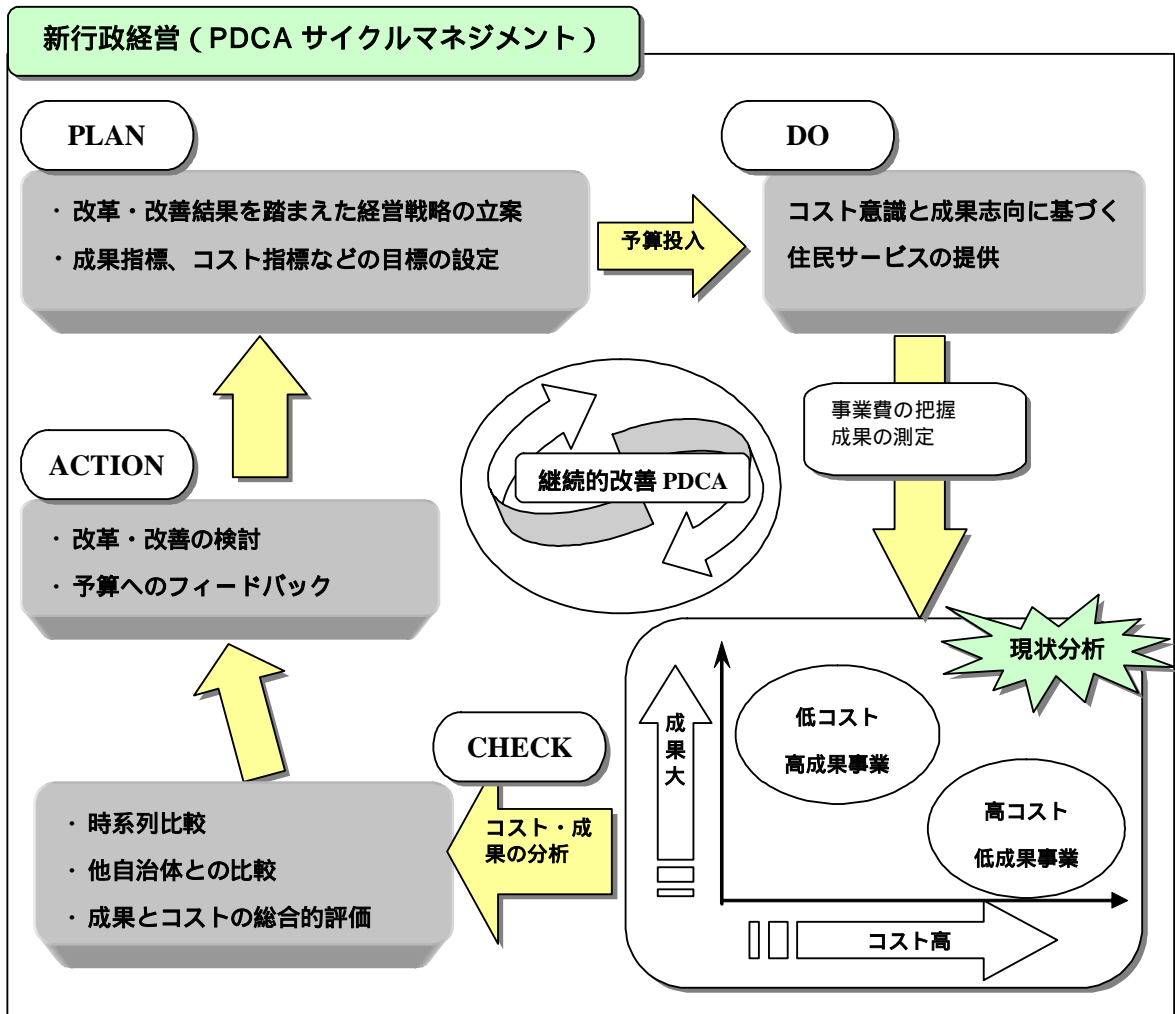 新行政経営（PDCA サイクルマネジメント）
PLAN
・改革・改善結果を踏まえた経営戦略の立案
・成果指標、コスト指標などの目標の設定
予算投入
DO
コスト意識と成果志向に基づく
住民サービスの提供
事業費の把握
成果の測定
継続的改善 PDCA
ACTION
・改革・改善の検討
・予算へのフィードバック
現状分析
成果大
低コスト
高成果事業
高コスト
低成果事業
コスト高
CHECK
コスト・成
果の分析
・時系列比較
・他自治体との比較
・成果とコストの総合的評価